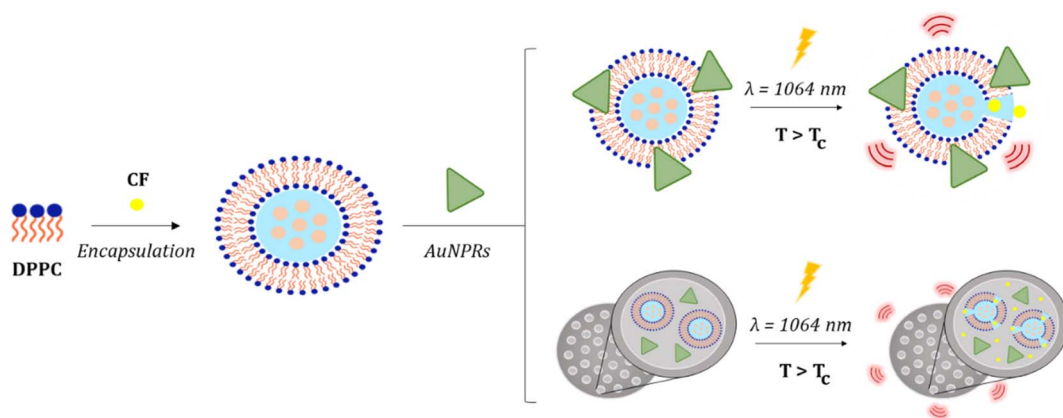 DPPC
CF
Encapsulation
AuNPRs
λ = 1064 nm
T > Tc
λ = 1064 nm
T > Tc